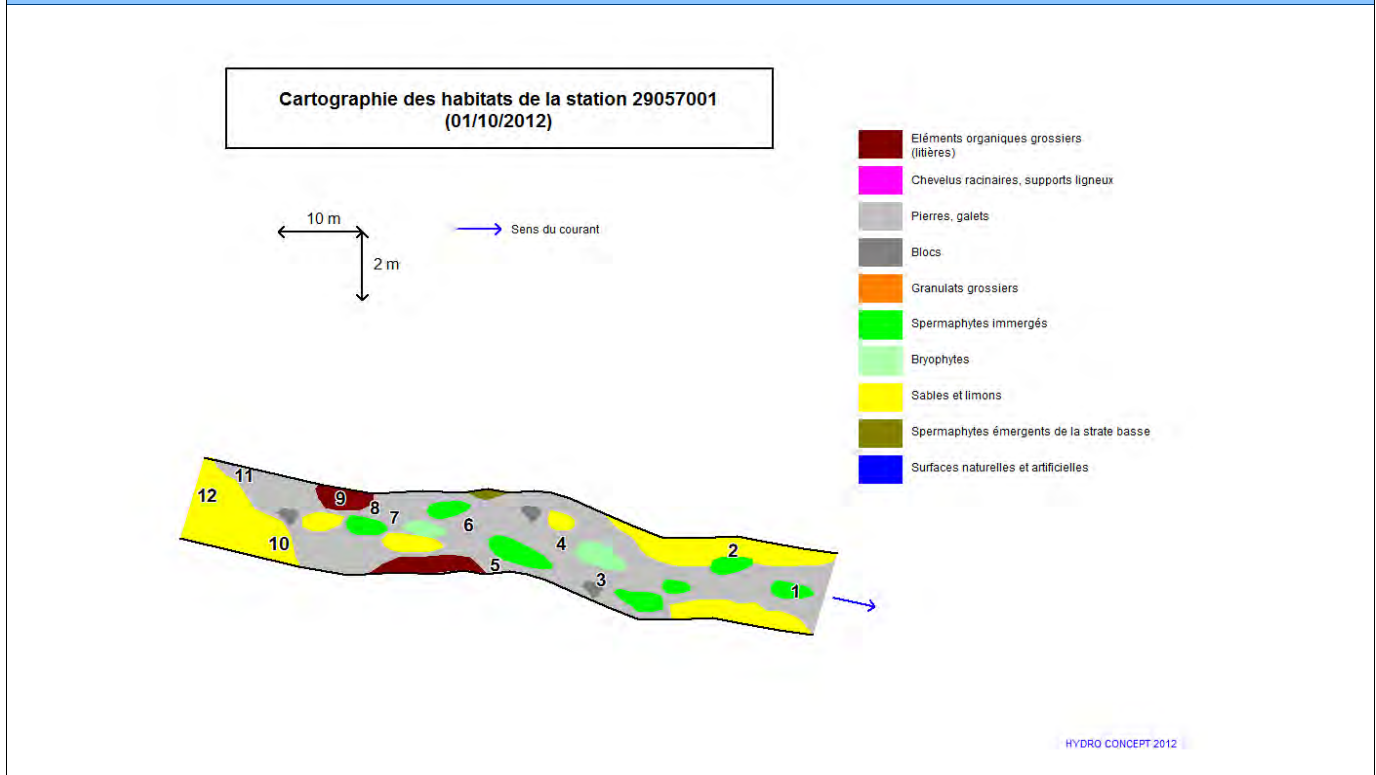 Cartographie des habitats de la station 29057001
(01/10/2012)
Eléments organiques grossiers
(litières)
Chevelus racinaires, supports ligneux
10 m
Sens du courant
Pierres, galets
2 m
Blocs
Granulats grossiers
Spermaphytes immergés
Bryophytes
Sables et limons
Spermaphytes émergents de la strate basse
Surfaces naturelles et artificielles
11
12
9
8
7
6
10
4
5
2
3
1
HYDRO CONCEPT 2012